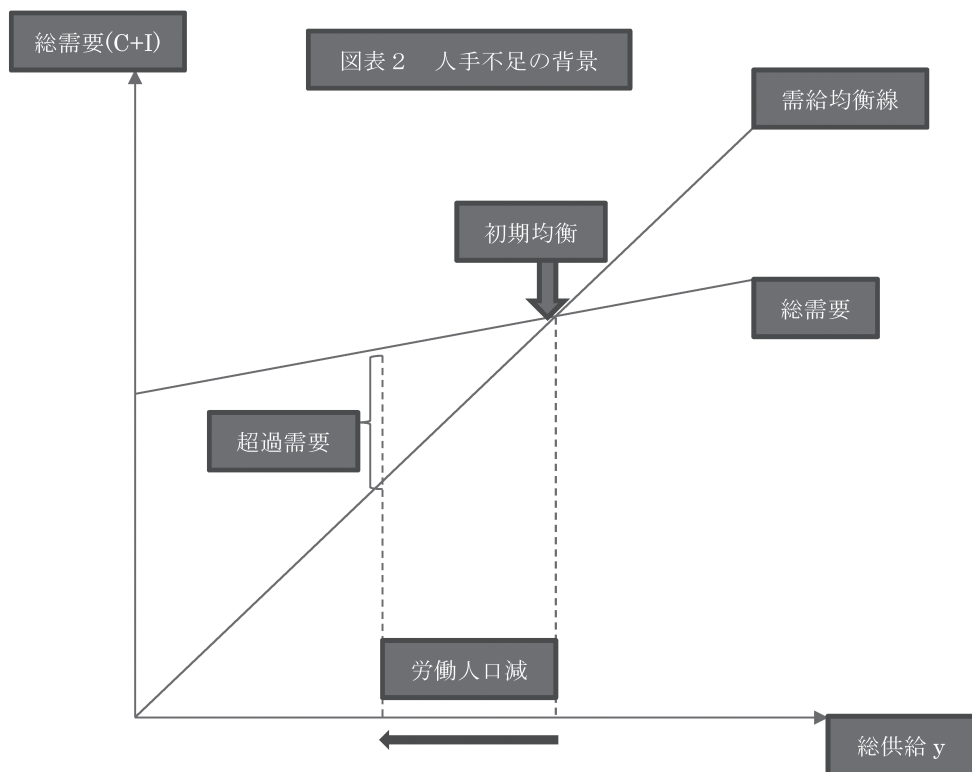 総需要(C+I)
図表2 人手不足の背景
需給均衡線
初期均衡
総需要
超過需要
労働人口減
総供給 y